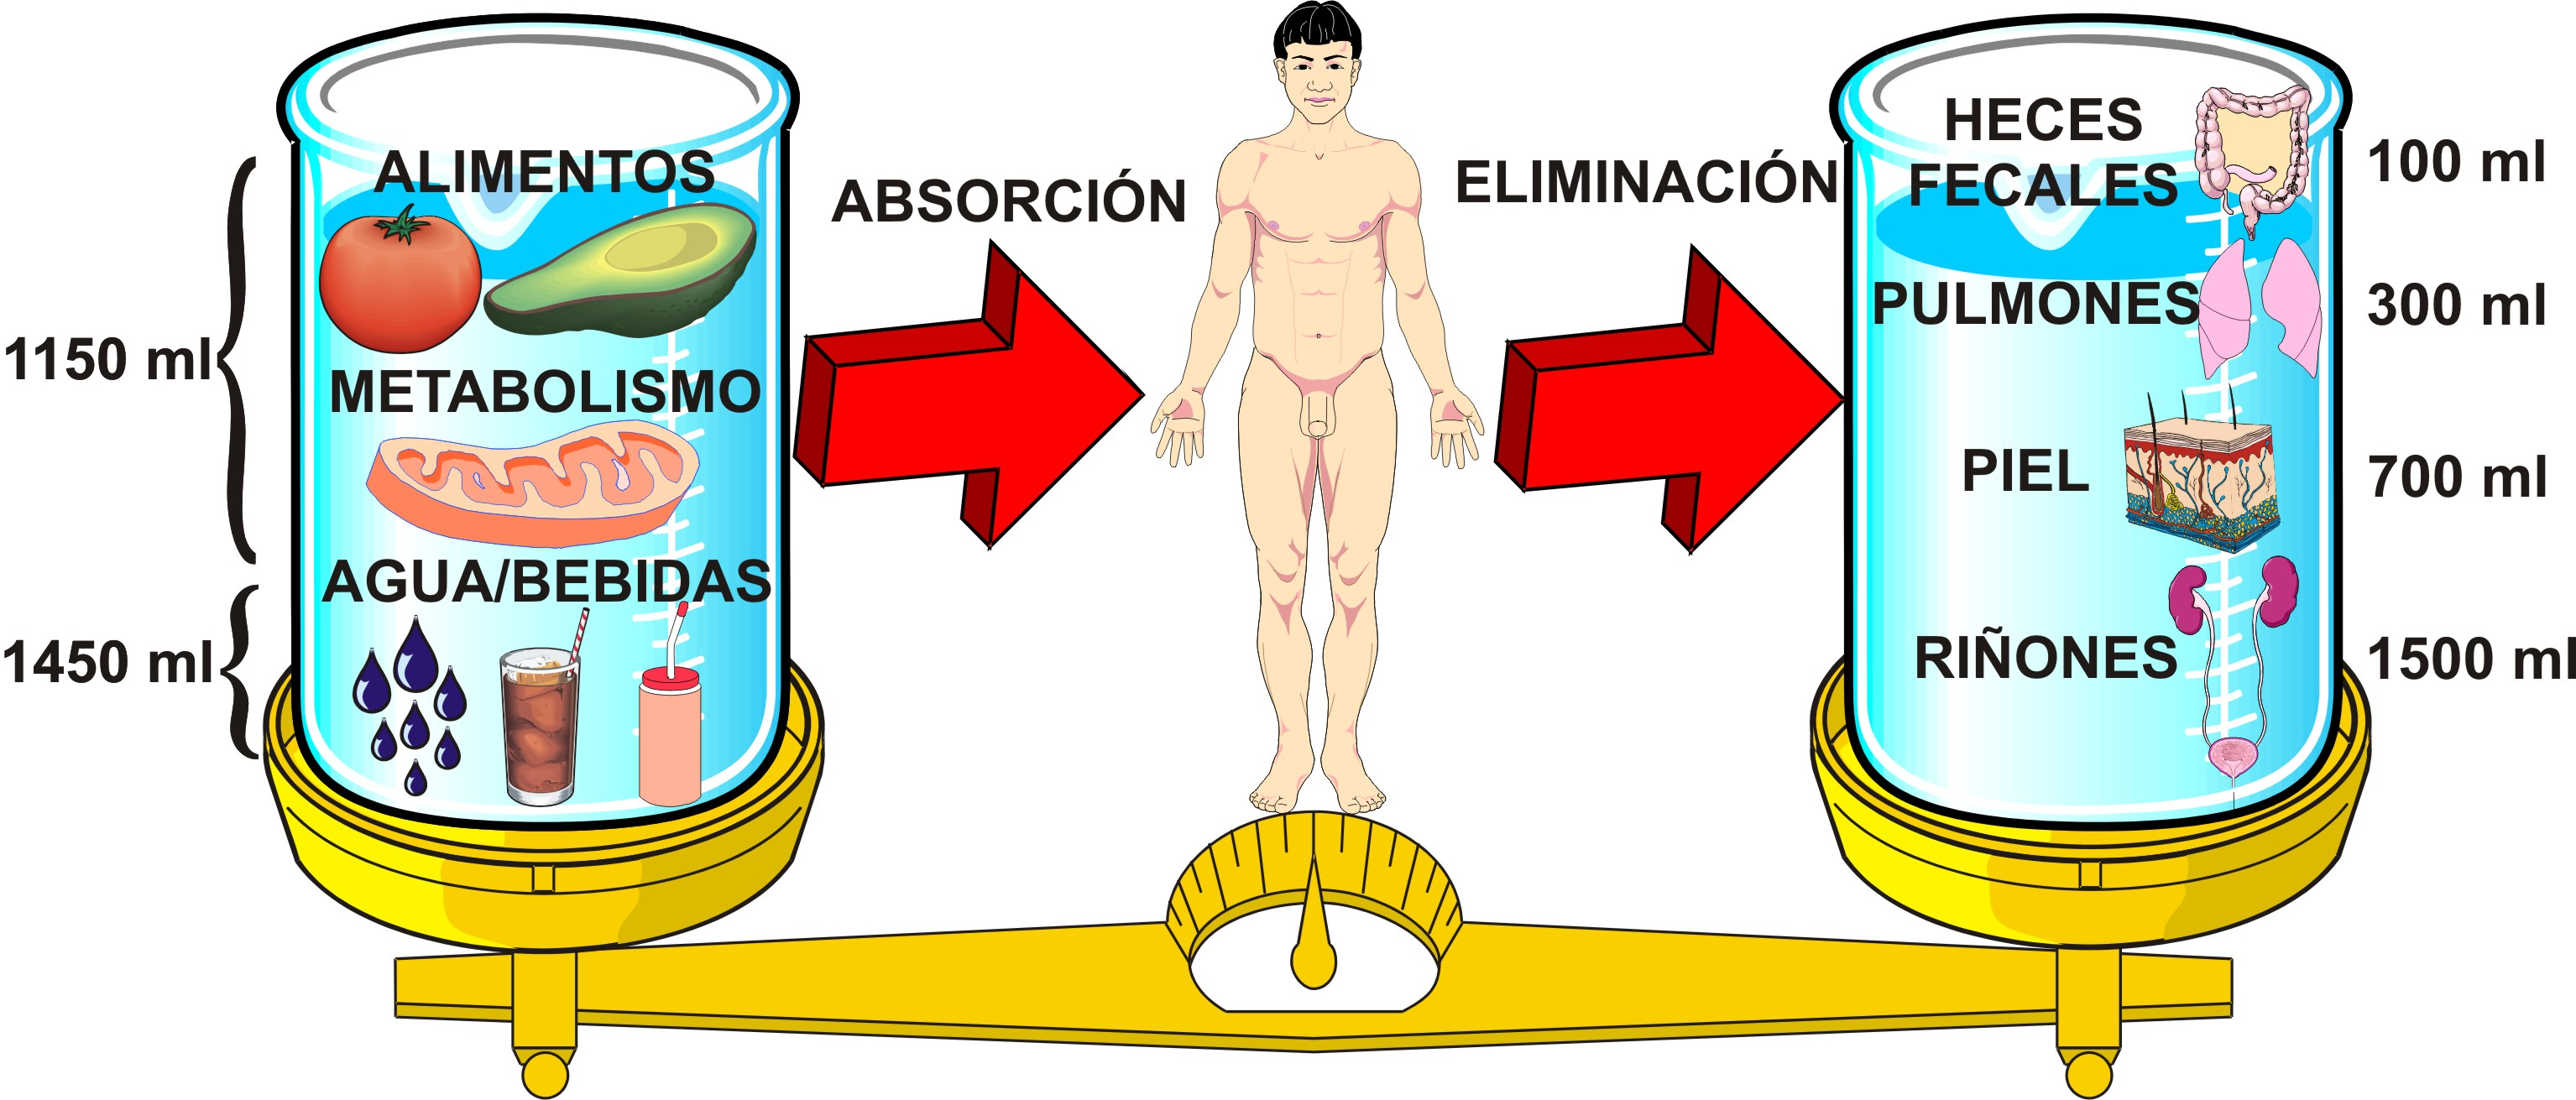 1150 ml
1450 ml
ALIMENTOS
METABOLISMO
AGUA/BEBIDAS
ABSORCIÓN
ELIMINACIÓN
HECES
FECALES
100 ml
PULMONES
300 ml
PIEL
700 ml
RIÑONES
1500 ml